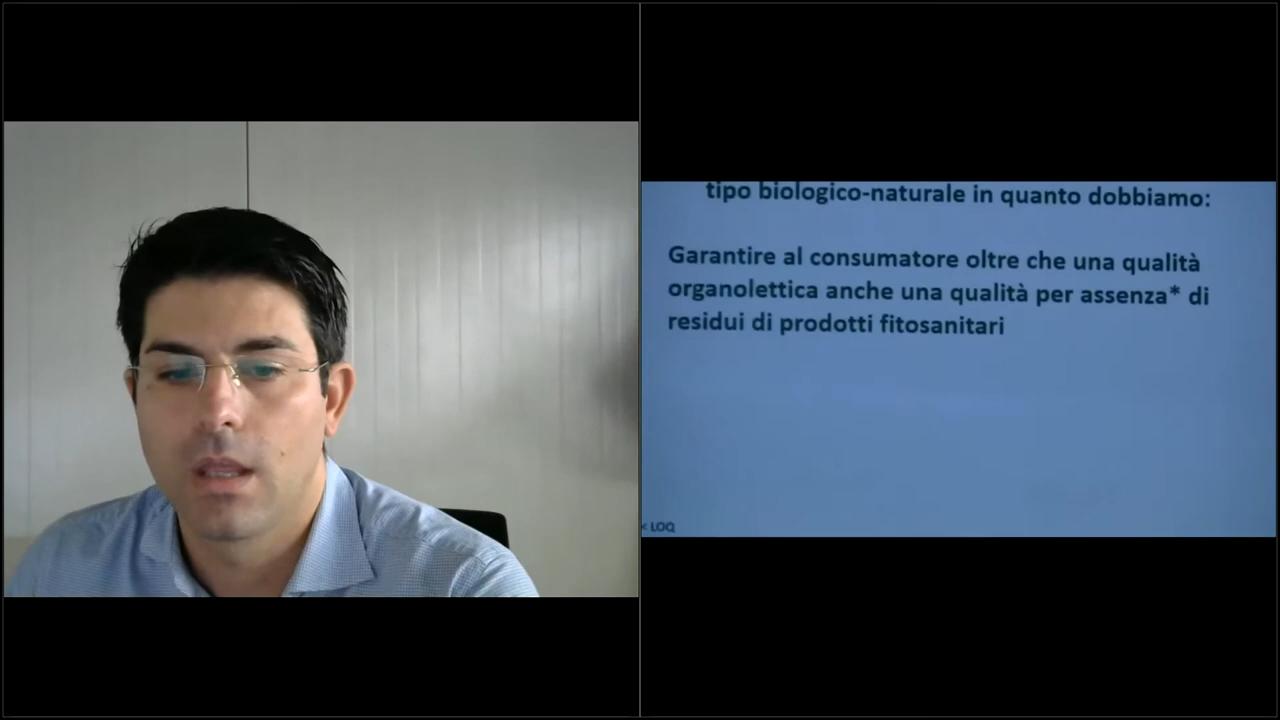 tipo biologico-naturale in quanto dobbiamo:
Garantire al consumatore oltre che una qualità
organolettica anche una qualità per assenza* di
residui di prodotti fitosanitari
< LOQ